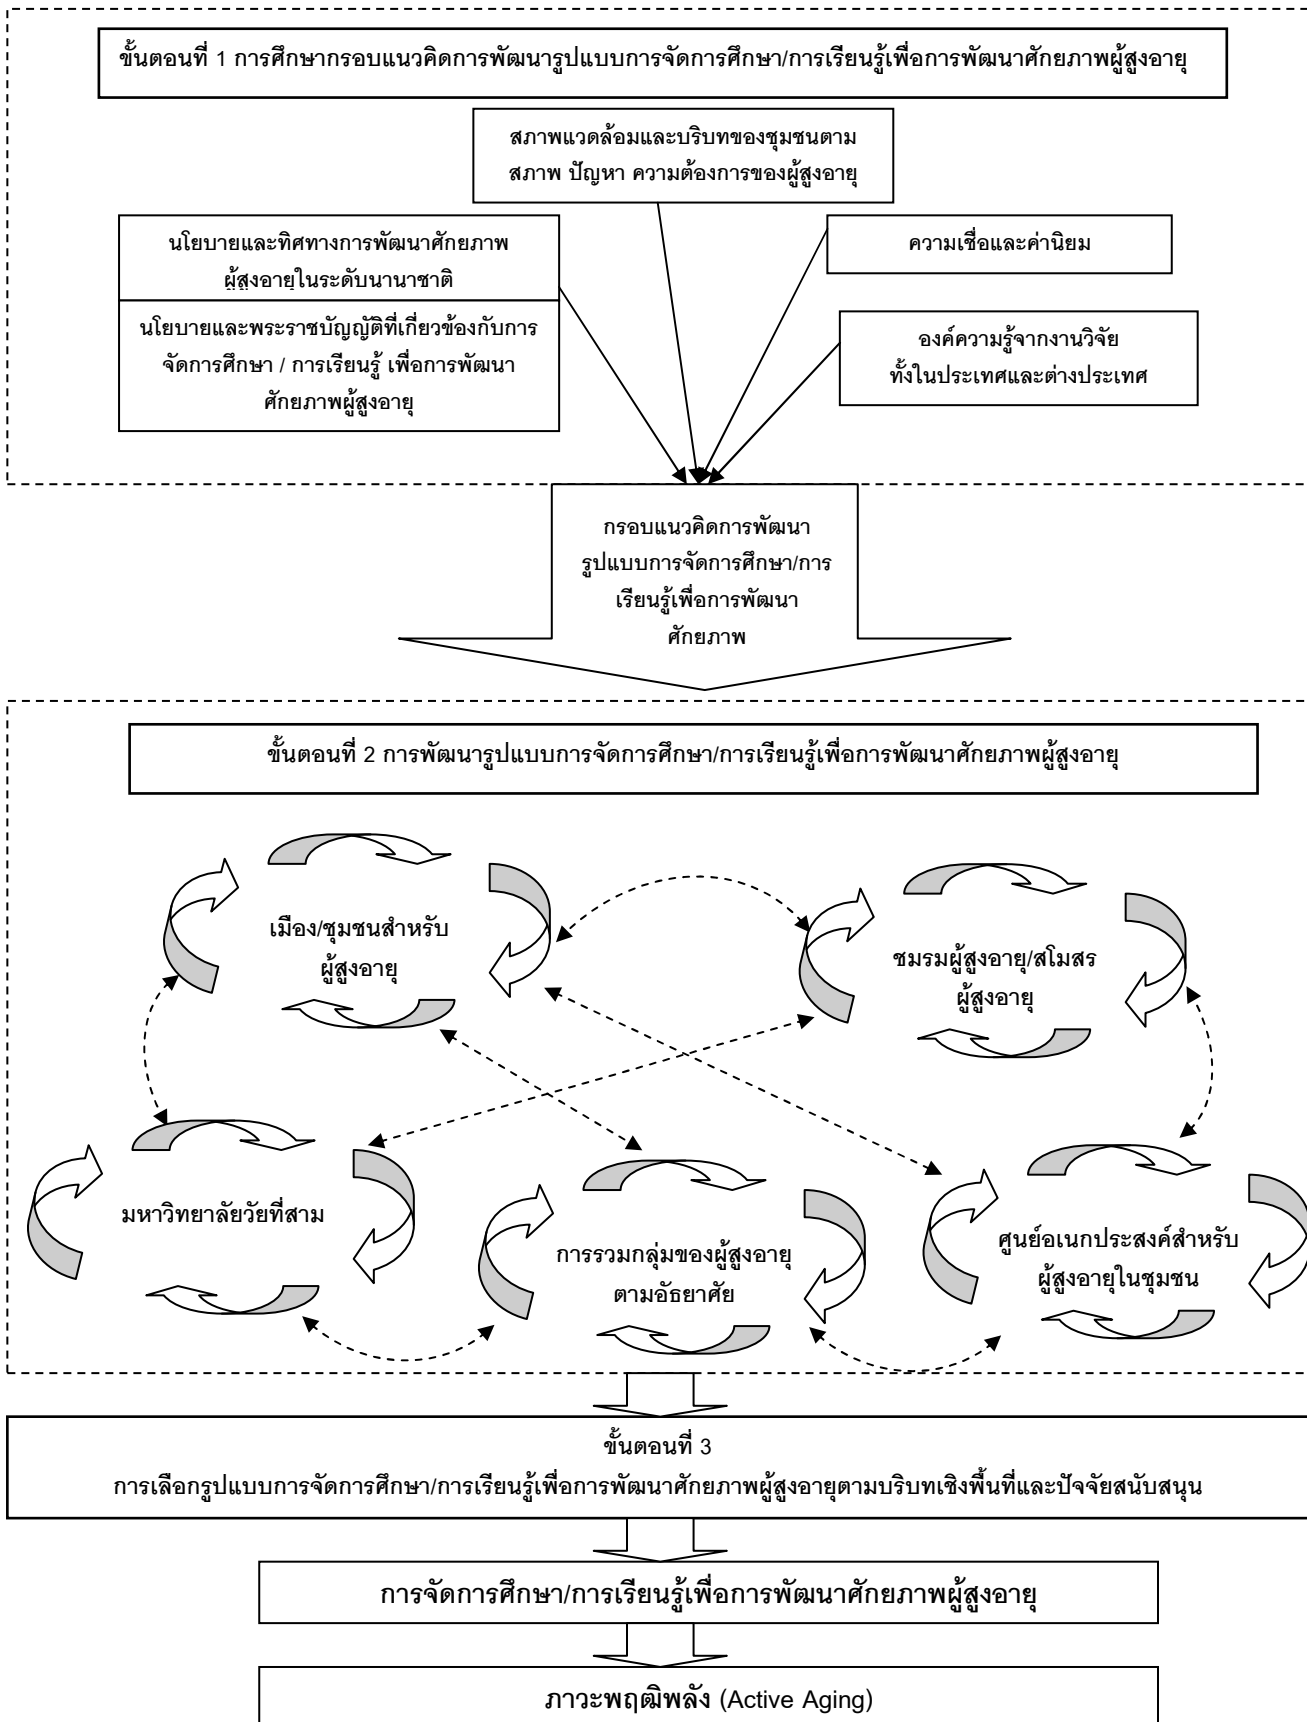 ขั้นตอนที่ 1 การศึกษากรอบแนวคิดการพัฒนารูปแบบการจัดการศึกษา/การเรียนรู้เพื่อการพัฒนาศักยภาพผู้สูงอายุ
สภาพแวดล้อมและบริบทของชุมชนตาม
สภาพ ปัญหา ความต้องการของผู้สูงอายุ
นโยบายและทิศทางการพัฒนาศักยภาพ
ผู้สูงอายุในระดับนานาชาติ
ความเชื่อและค่านิยม
นโยบายและพระราชบัญญัติที่เกี่ยวข้องกับการ
จัดการศึกษา / การเรียนรู้ เพื่อการพัฒนา
ศักยภาพผู้สูงอายุ
องค์ความรู้จากงานวิจัย
ทั้งในประเทศและต่างประเทศ
กรอบแนวคิดการพัฒนา
รูปแบบการจัดการศึกษา/การ
เรียนรู้เพื่อการพัฒนา
ศักยภาพ
ขั้นตอนที่ 2 การพัฒนารูปแบบการจัดการศึกษา/การเรียนรู้เพื่อการพัฒนาศักยภาพผู้สูงอายุ
เมือง/ชุมชนสำหรับ
ผู้สูงอายุ
ชมรมผู้สูงอายุ/สโมสร
ผู้สูงอายุ
มหาวิทยาลัยวัยที่สาม
การรวมกลุ่มของผู้สูงอายุ
ตามอัธยาศัย
ศูนย์อเนกประสงค์สำหรับ
ผู้สูงอายุในชุมชน
ขั้นตอนที่ 3
การเลือกรูปแบบการจัดการศึกษา/การเรียนรู้เพื่อการพัฒนาศักยภาพผู้สูงอายุตามบริบทเชิงพื้นที่และปัจจัยสนับสนุน
การจัดการศึกษา/การเรียนรู้เพื่อการพัฒนาศักยภาพผู้สูงอายุ
ภาวะพฤฒิพลัง (Active Aging)